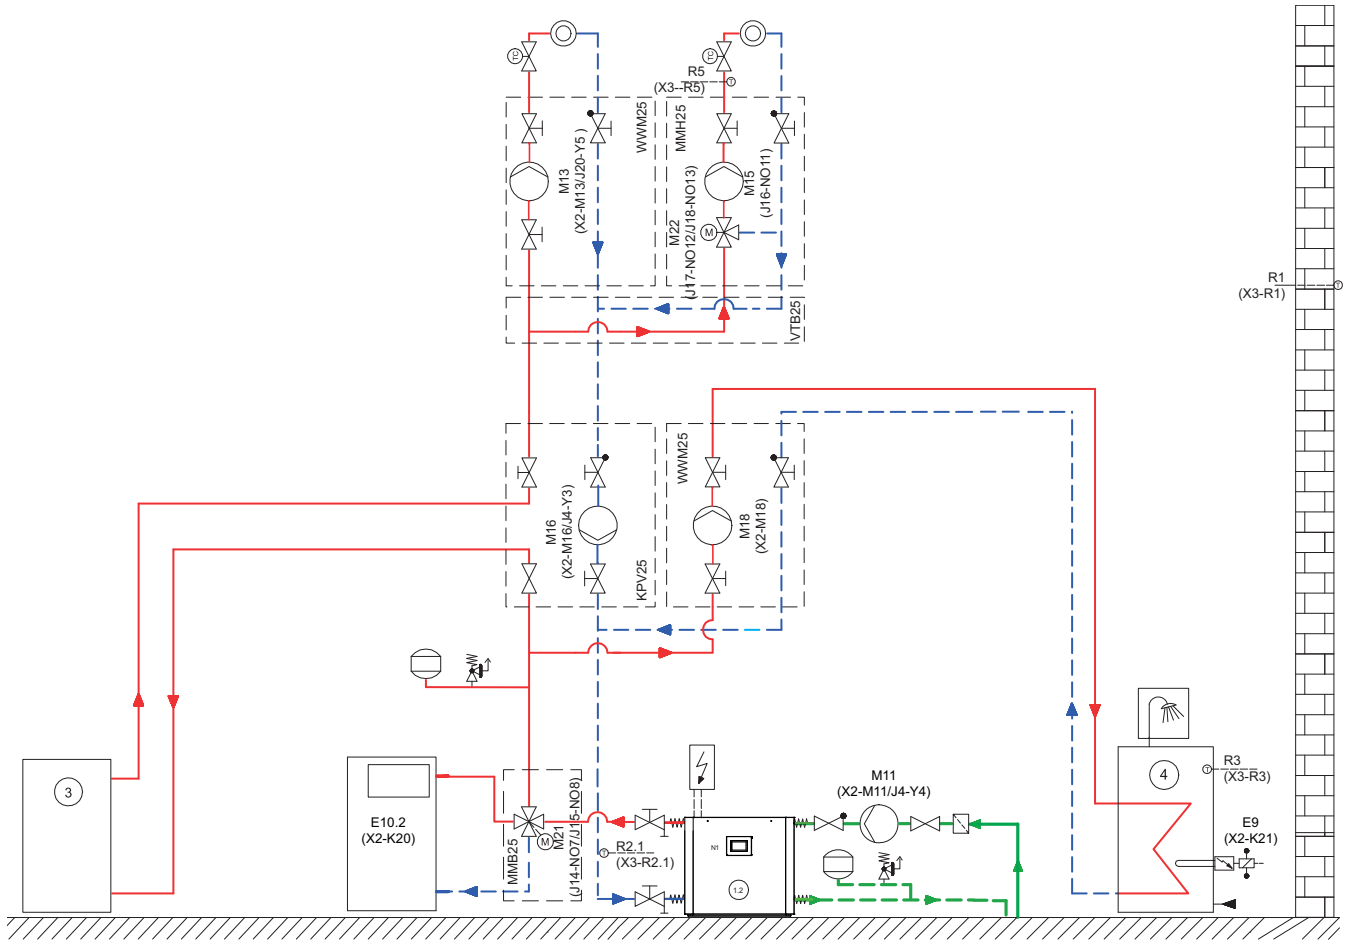 TC
TC
R5
(X3--R5)
WWM25
M13
(X2-M13/J20-Y5 )
MMH25
M15
(J16-NO11)
M22
(J17-NO12/J18-NO13)
M
T
VTB25
R1
(X3-R1)
T
WWM25
M16
(X2-M16/J4-Y3)
KPV25
M18
(X2-M18)
3
E10.2
(X2-K20)
MMB25
M21
(J14-NO7/J15-NO8)
M
R2.1
(X3-R2.1)
T
N1
1.2
M11
(X2-M11/J4-Y4)
4
R3
(X3-R3)
T
E9
(X2-K21)